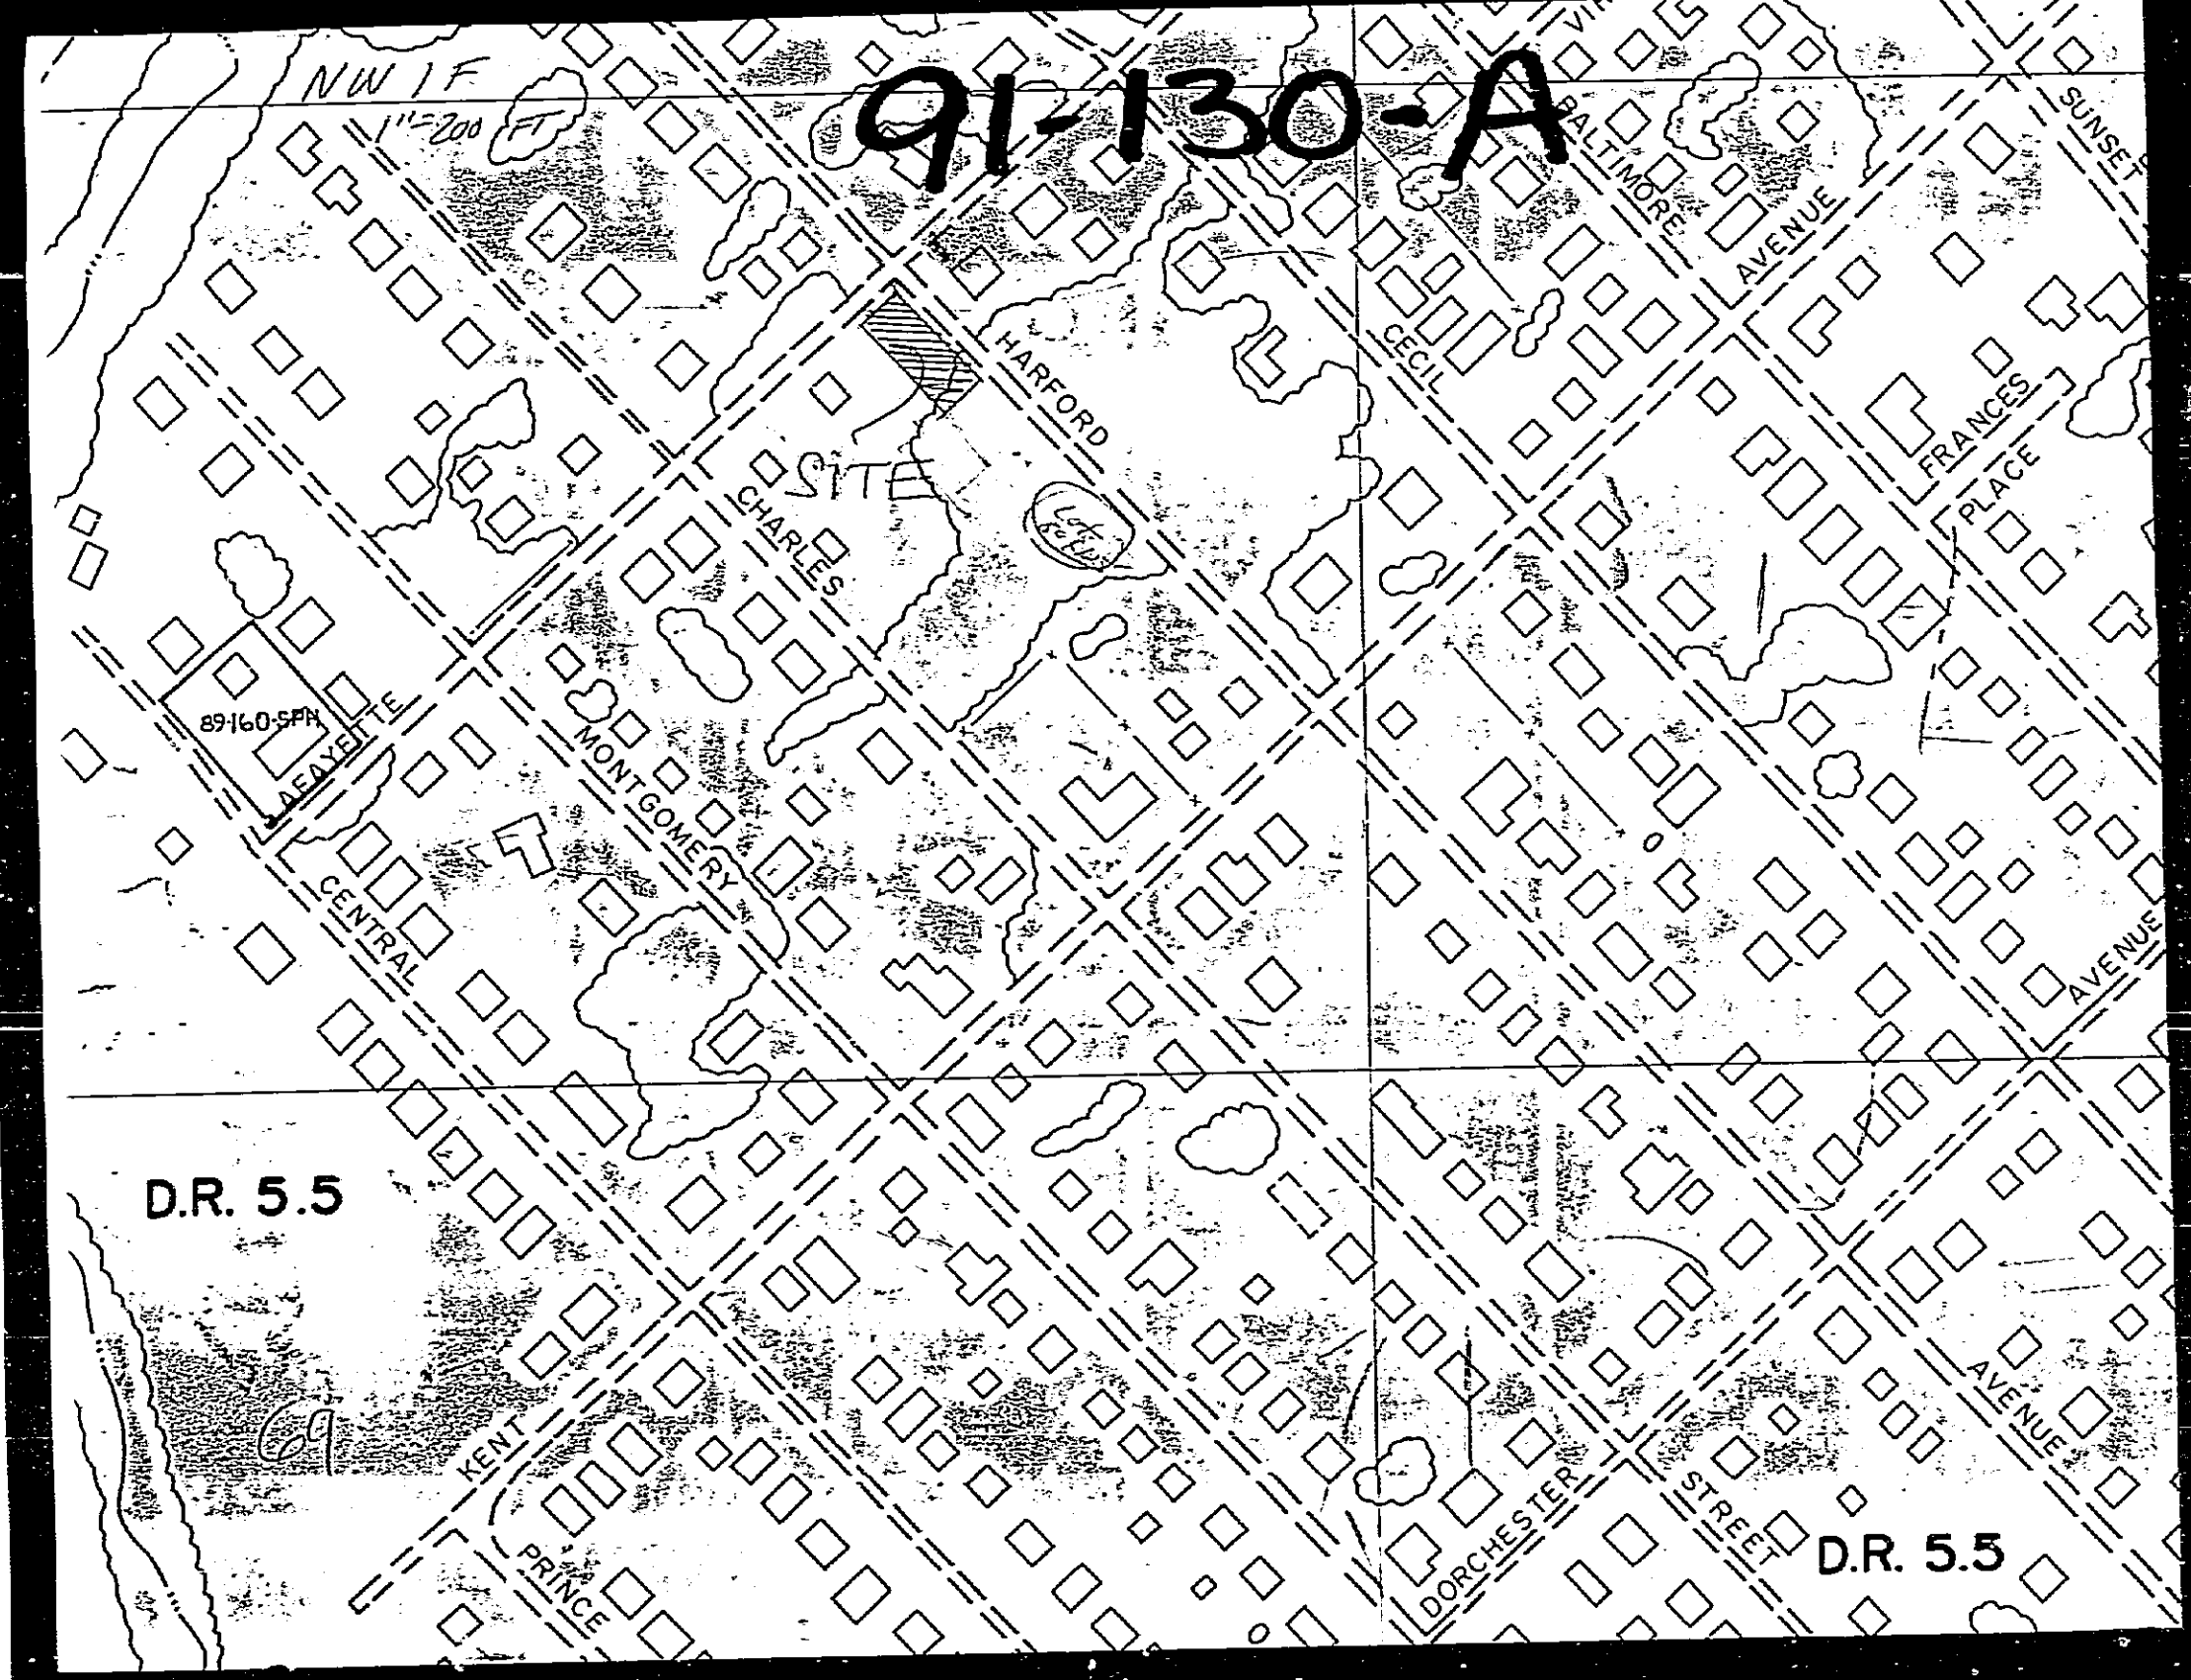 NW 1F
1"=200 FT
91-130-A
BALTIMORE
SUNSET
AVENUE
HARFORD
CECIL
FRANCES
PLACE
SITE
CHARLES
89-160-SPH
LAFAYETTE
MONTGOMERY
CENTRAL
AVENUE
D.R. 5.5
69
KENT
PRINCE
DORCHESTER
STREET
AVENUE
D.R. 5.5